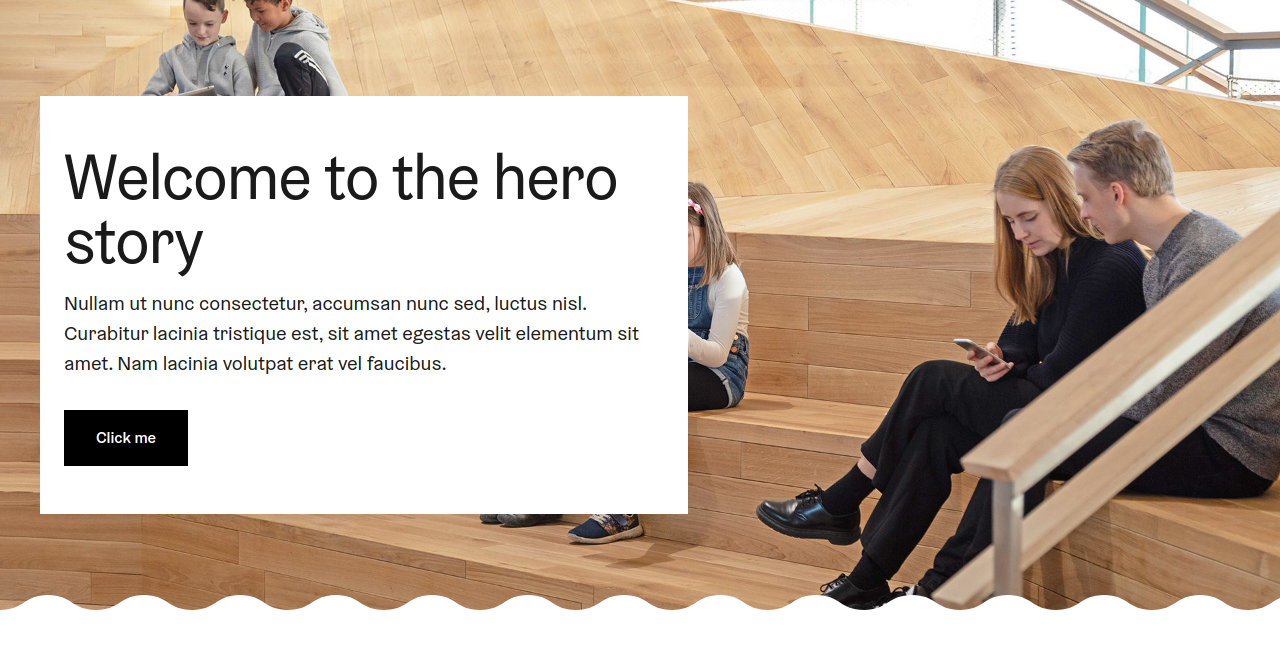 Welcome to the hero
story
Nullam ut nunc consectetur, accumsan nunc sed, luctus nisl.
Curabitur lacinia tristique est, sit amet egestas velit elementum sit
amet. Nam lacinia volutpat erat vel faucibus.
Click me